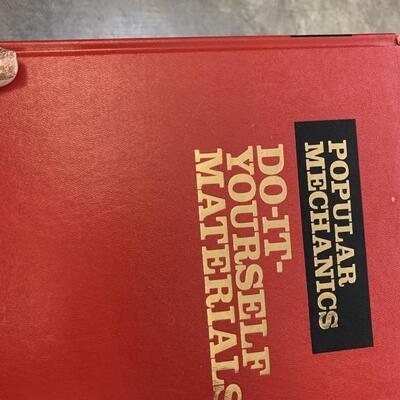 POPULAR
MECHANICS
DO-IT-
YOURSELF
MATERIALS